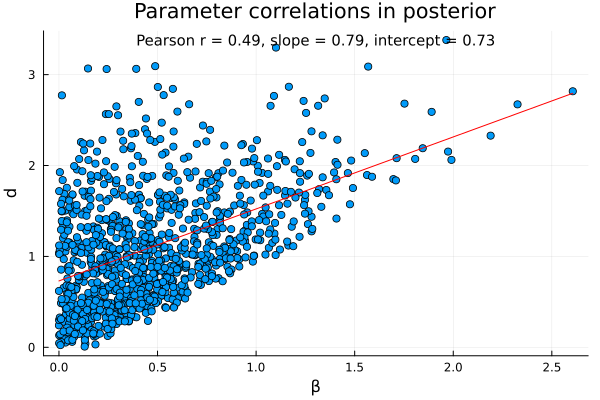 Parameter correlations in posterior
Pearson r = 0.49, slope = 0.79, intercept = 0.73
3
2
d
1
0
0.0 0.5 1.0 1.5 2.0 2.5
β